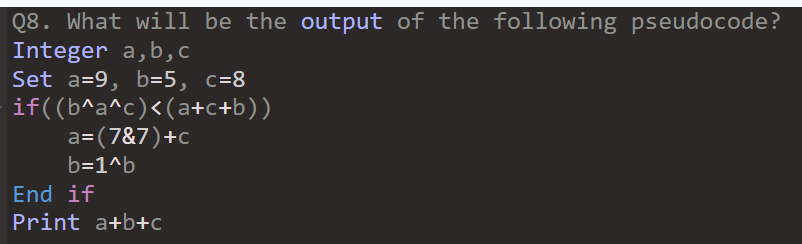 Q8. What will be the output of the following pseudocode?
Integer a,b,c
Set a=9, b=5, c=8
if((b^a^c)<(a+c+b))
    a=(7&7)+c
    b=1^b
End if
Print a+b+c